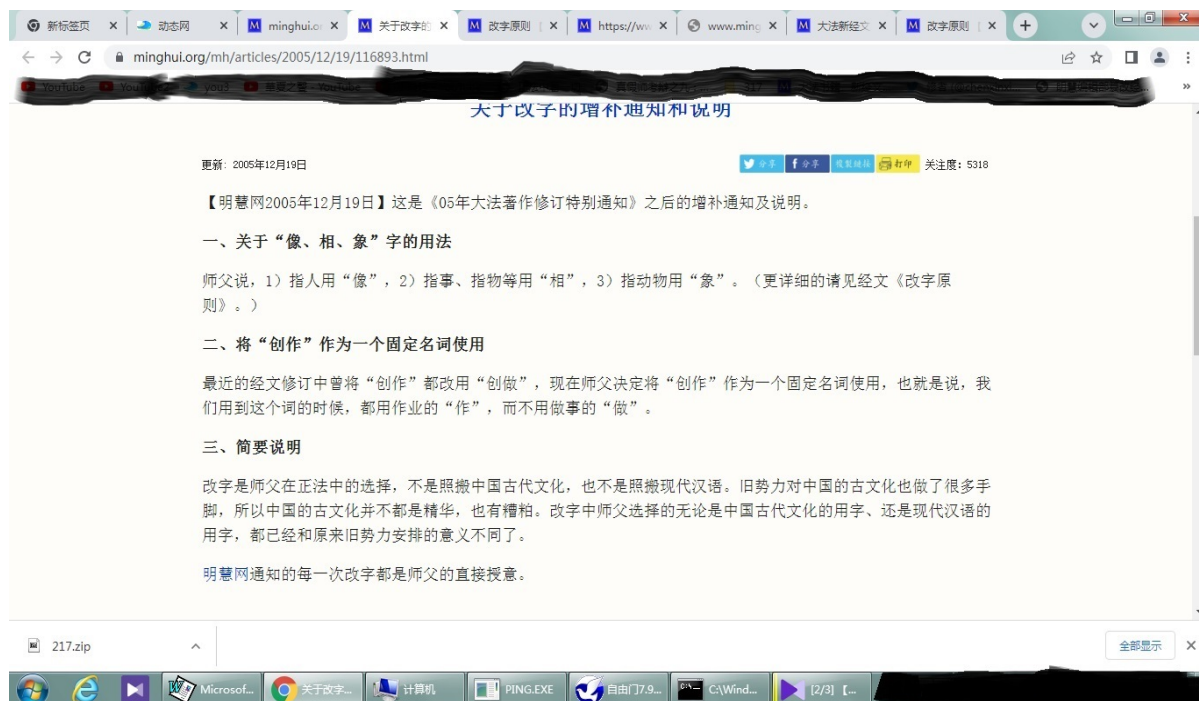 新标签页
动态网
minghui.or
关于改字的
改字原则
https://ww
www.ming
大法新经文
改字原则
minghui.org/mh/articles/2005/12/19/116893.html
YouTube
关于改字的增补通知和说明
更新: 2005年12月19日
分享
分享
复制链接
打印
关注度: 5318
【明慧网2005年12月19日】这是《05年大法著作修订特别通知》之后的增补通知及说明。
一、关于“像、相、象”字的用法
师父说，1）指人用“像”，2）指事、指物等用“相”，3）指动物用“象”。（更详细的请见经文《改字原
则》。）
二、将“创作”作为一个固定名词使用
最近的经文修订中曾将“创作”都改用“创做”，现在师父决定将“创作”作为一个固定名词使用，也就是说，我
们用到这个词的时候，都用作业的“作”，而不用做事的“做”。
三、简要说明
改字是师父在正法中的选择，不是照搬中国古代文化，也不是照搬现代汉语。旧势力对中国的古文化也做了很多手
脚，所以中国的古文化并不都是精华，也有糟粕。改字中师父选择的无论是中国古代文化的用字、还是现代汉语的
用字，都已经和原来旧势力安排的意义不同了。
明慧网通知的每一次改字都是师父的直接授意。
217.zip
全部显示
Microsof...
关于改字...
计算机
PING.EXE
自由门7.9...
C:\Wind...
[2/3] 【...